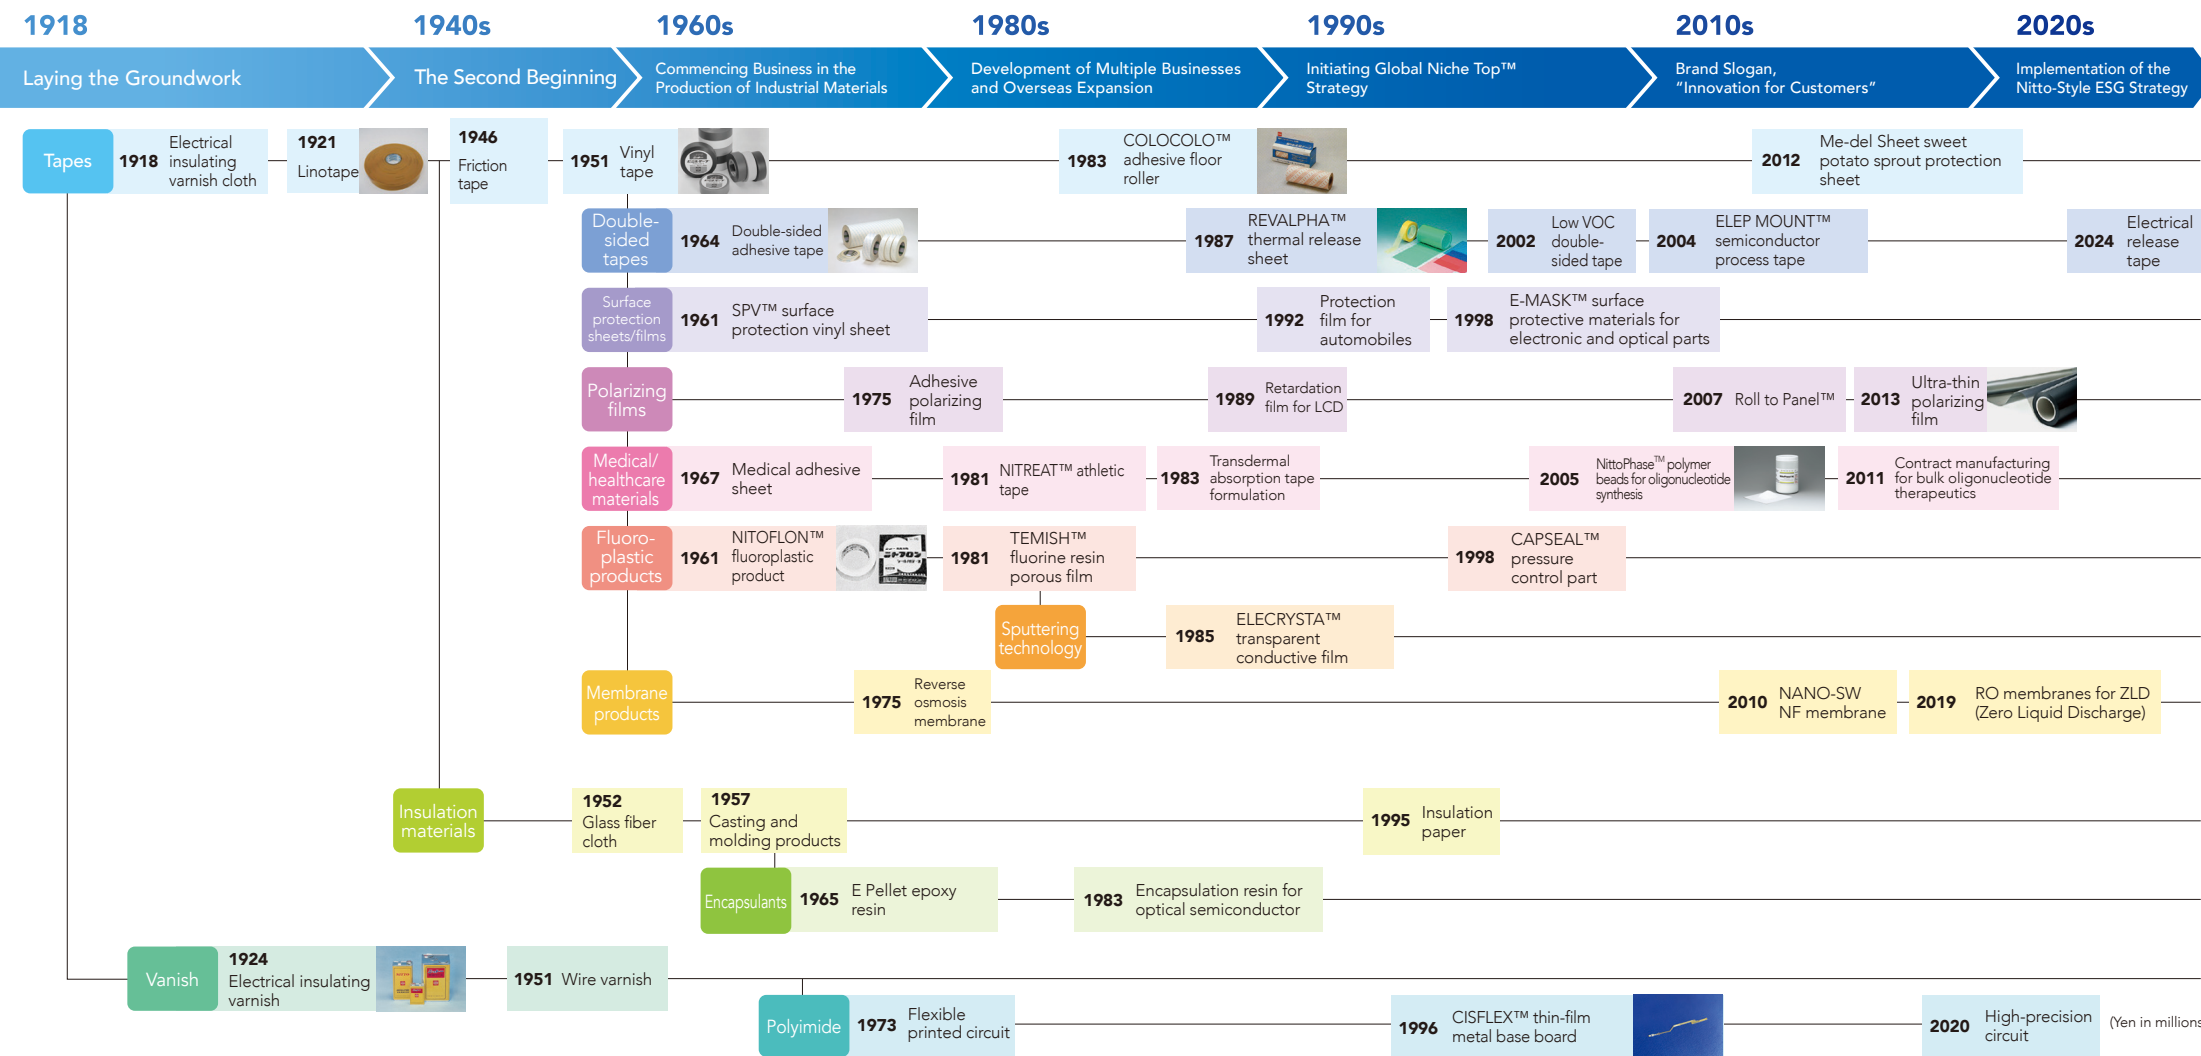 1918
1940s
1960s
1980s
1990s
2010s
2020s
Laying the Groundwork
The Second Beginning
Commencing Business in the
Production of Industrial Materials
Development of Multiple Businesses
and Overseas Expansion
Initiating Global Niche Top™
Strategy
Brand Slogan,
“Innovation for Customers”
Implementation of the
Nitto-Style ESG Strategy
Tapes
1918
Electrical
insulating
varnish cloth
1921
Linotape
1946
Friction
tape
1951
Vinyl
tape
1983
COLOCOLO™
adhesive floor
roller
2012
Me-del Sheet sweet
potato sprout protection
sheet
Double-
sided
tapes
1964
Double-sided
adhesive tape
1987
REVALPHA™
thermal release
sheet
2002
Low VOC
double-
sided tape
2004
ELEP MOUNT™
semiconductor
process tape
2024
Electrical
release
tape
Surface
protection
sheets/films
1961
SPV™ surface
protection vinyl sheet
1992
Protection
film for
automobiles
1998
E-MASK™ surface
protective materials for
electronic and optical parts
Polarizing
films
1975
Adhesive
polarizing
film
1989
Retardation
film for LCD
2007 Roll to Panel™
2013
Ultra-thin
polarizing
film
Medical/
healthcare
materials
1967
Medical adhesive
sheet
1981
NITREAT™ athletic
tape
1983
Transdermal
absorption tape
formulation
2005
NittoPhase™ polymer
beads for oligonucleotide
synthesis
2011
Contract manufacturing
for bulk oligonucleotide
therapeutics
Fluoro-
plastic
products
1961
NITOFLON™
fluoroplastic
product
ニトフロン
1981
TEMISH™
fluorine resin
porous film
1998
CAPSEAL™
pressure
control part
Sputtering
technology
1985
ELECRYSTA™
transparent
conductive film
Membrane
products
1975
Reverse
osmosis
membrane
2010
NANO-SW
NF membrane
2019
RO membranes for ZLD
(Zero Liquid Discharge)
Insulation
materials
1952
Glass fiber
cloth
1957
Casting and
molding products
1995
Insulation
paper
Encapsulants
1965
E Pellet epoxy
resin
1983
Encapsulation resin for
optical semiconductor
Vanish
1924
Electrical insulating
varnish
1951 Wire varnish
Polyimide
1973
Flexible
printed circuit
1996
CISFLEX™ thin-film
metal base board
2020
High-precision
circuit
(Yen in millions